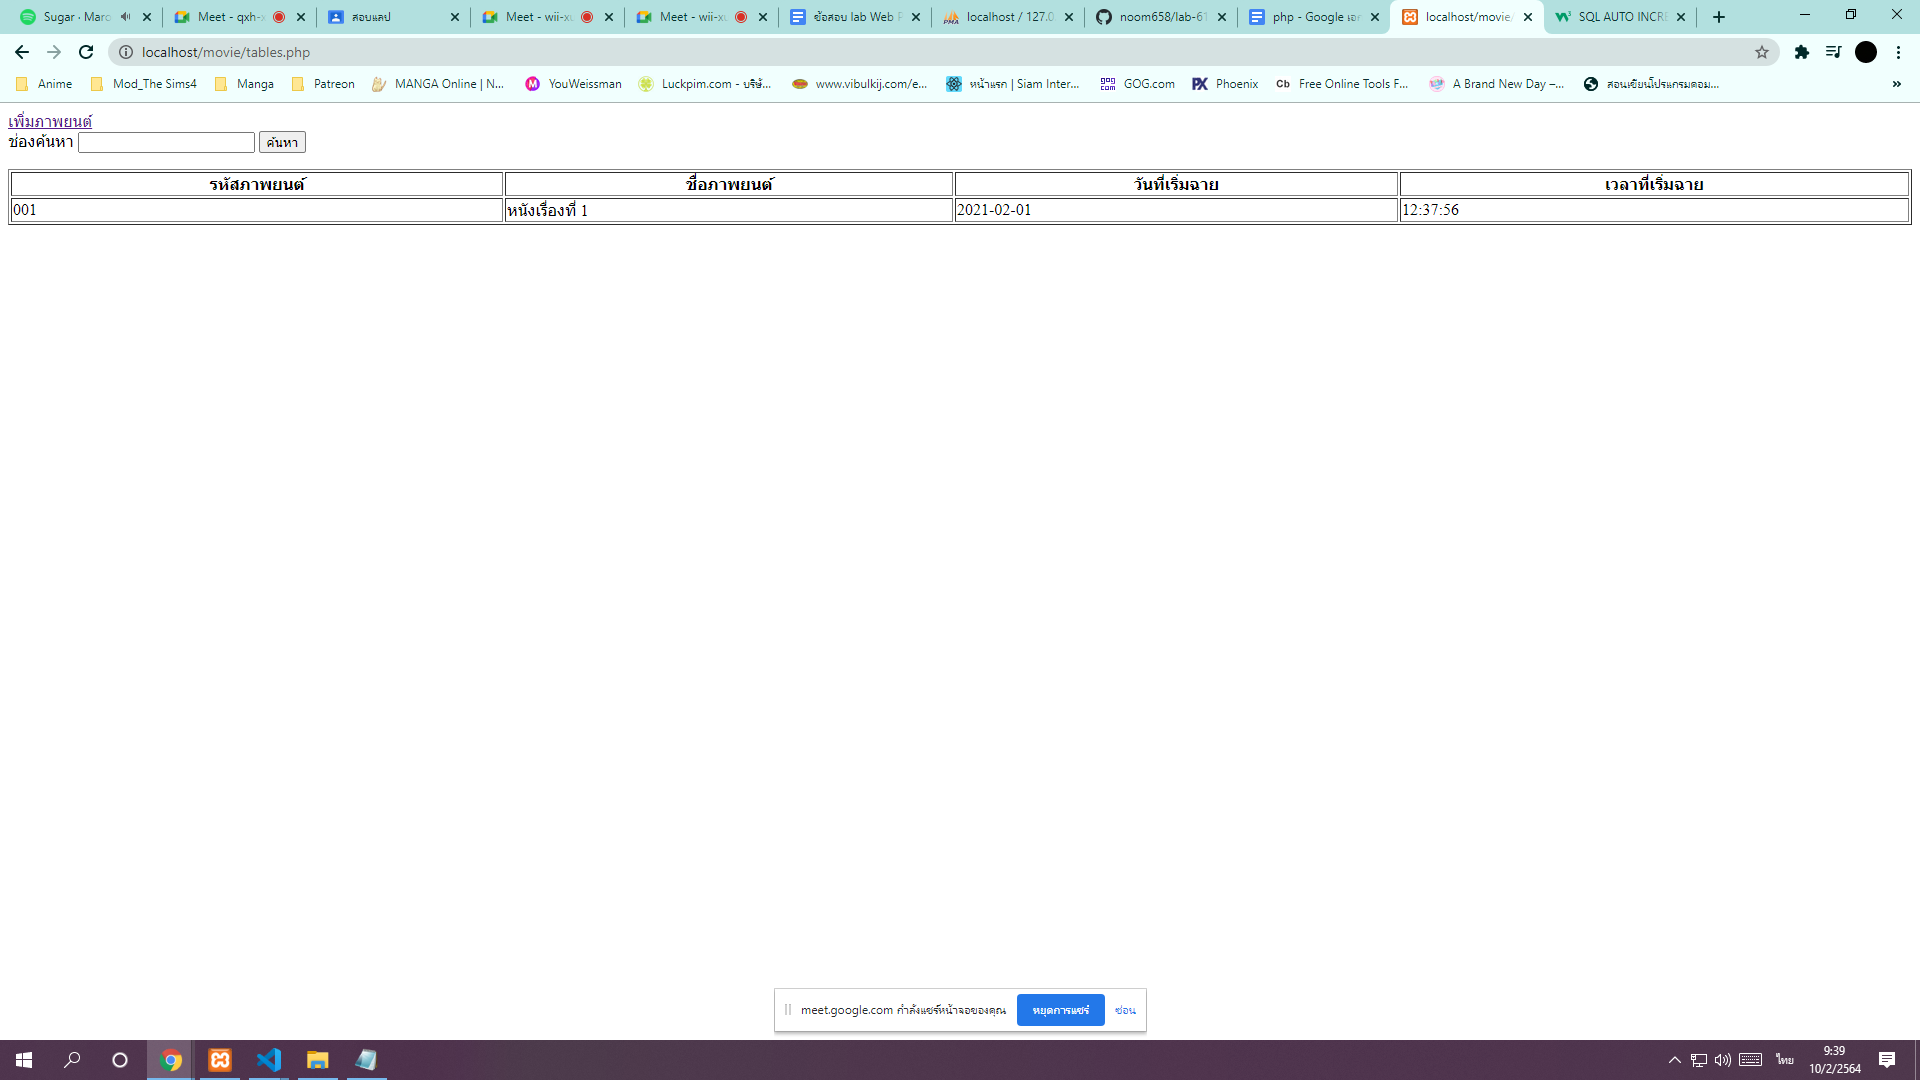 Sugar · Maro
Meet - qxh-x
สอบแลป
Meet - wii-xu
Meet - wii-xu
ข้อสอบ lab Web P
localhost / 127.0
noom658/lab-61
php - Google เอก
localhost/movie/
SQL AUTO INCRE
localhost/movie/tables.php
Anime
Mod_The Sims4
Manga
Patreon
MANGA Online | N...
YouWeissman
Luckpim.com - บริษั...
www.vibulkij.com/e...
หน้าแรก | Siam Inter...
GOG.com
Phoenix
Cb Free Online Tools F...
A Brand New Day –...
สอนเขียนโปรแกรมคอม...
»
เพิ่มภาพยนต์
ช่องค้นหา ค้นหา
รหัสภาพยนต์ ชื่อภาพยนต์ วันที่เริ่มฉาย เวลาที่เริ่มฉาย
001 หนังเรื่องที่ 1 2021-02-01 12:37:56
meet.google.com กำลังแชร์หน้าจอของคุณ หยุดการแชร์ ซ่อน
ไทย
9:39
10/2/2564